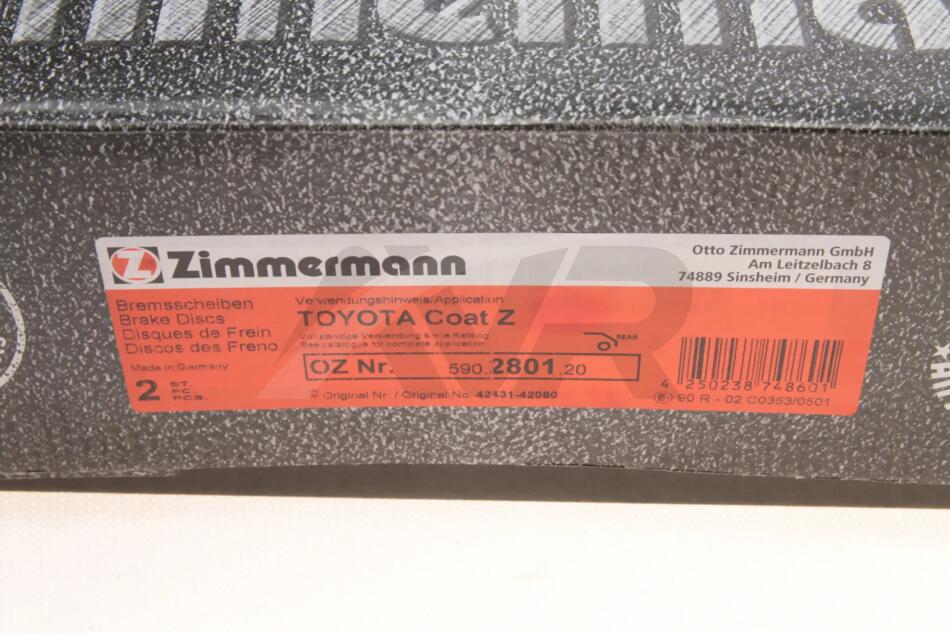 Zimmermann
Otto Zimmermann GmbH
Am Leitzelbach 8
74889 Sinsheim / Germany
Bremsscheiben
Brake Discs
Disques de Frein
Discos des Freno
Made in Germany
2 ST. PC. PCS.
Verwendungshinweis/Application
TOYOTA Coat Z
Vollständige Verwendung siehe Katalog
See catalogue for complete application
REAR
OZ Nr. 590.2801.20
Original Nr. / Original No. 42431-42060
4 250238 748601
E1 90 R - 02 C0353/0501
AVR